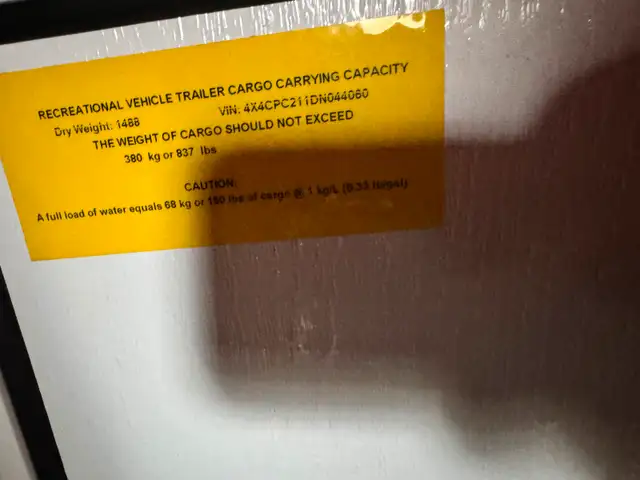 RECREATIONAL VEHICLE TRAILER CARGO CARRYING CAPACITY
Dry Weight: 1488 VIN: 4X4CPC211DN044060
THE WEIGHT OF CARGO SHOULD NOT EXCEED
380 kg or 837 lbs
CAUTION:
A full load of water equals 68 kg or 150 lbs of cargo @ 1 kg/L (8.33 lb/gal)